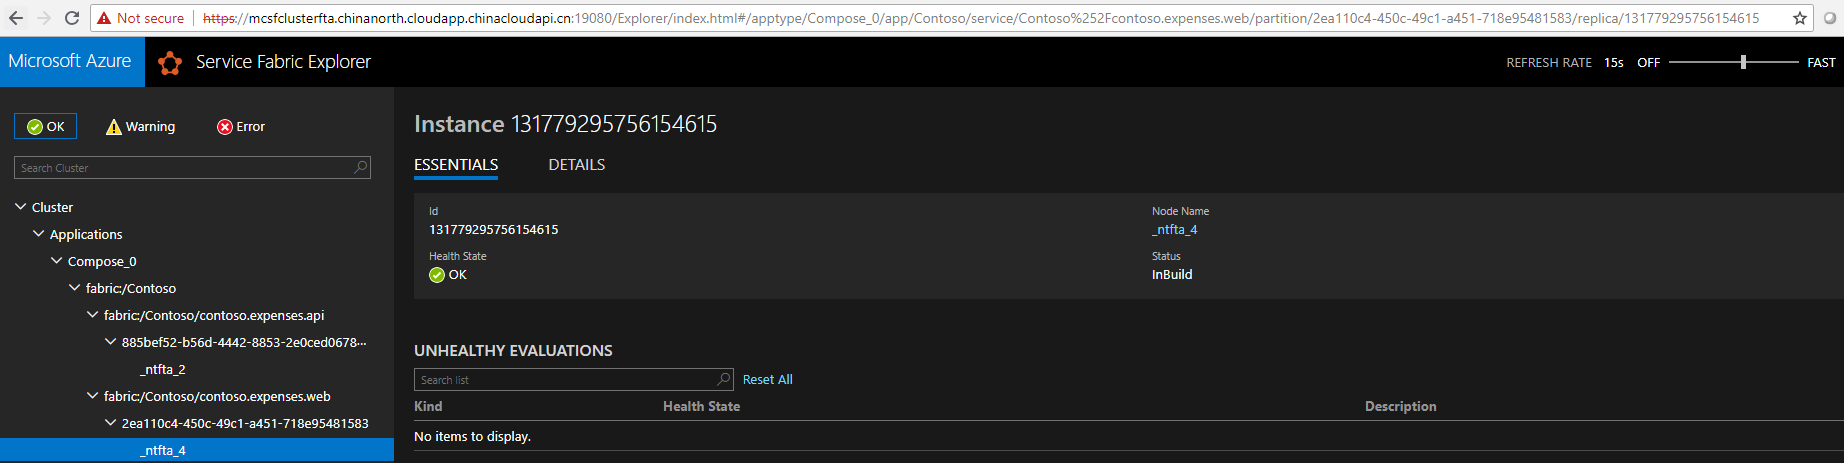 Not secure https://mcsfclusterfta.chinanorth.cloudapp.chinacloudapi.cn:19080/Explorer/index.html#/apptype/Compose_0/app/Contoso/service/Contoso%252Fcontoso.expenses.web/partition/2ea110c4-450c-49c1-a451-718e95481583/replica/131779295756154615
Microsoft Azure Service Fabric Explorer REFRESH RATE 15s OFF FAST
OK Warning Error
Search Cluster
Cluster
Applications
Compose_0
fabric:/Contoso
fabric:/Contoso/contoso.expenses.api
885bef52-b56d-4442-8853-2e0ced0678...
_ntfta_2
fabric:/Contoso/contoso.expenses.web
2ea110c4-450c-49c1-a451-718e95481583
_ntfta_4
Instance 131779295756154615
ESSENTIALS DETAILS
Id Node Name
131779295756154615 _ntfta_4
Health State Status
OK InBuild
UNHEALTHY EVALUATIONS
Search list Reset All
Kind Health State Description
No items to display.